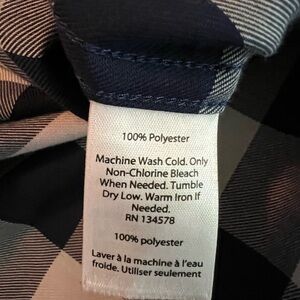 100% Polyester
Machine Wash Cold. Only
Non-Chlorine Bleach
When Needed. Tumble
Dry Low. Warm Iron If
Needed.
RN 134578
100% polyester
Laver à la machine à l'eau
froide. Utiliser seulement